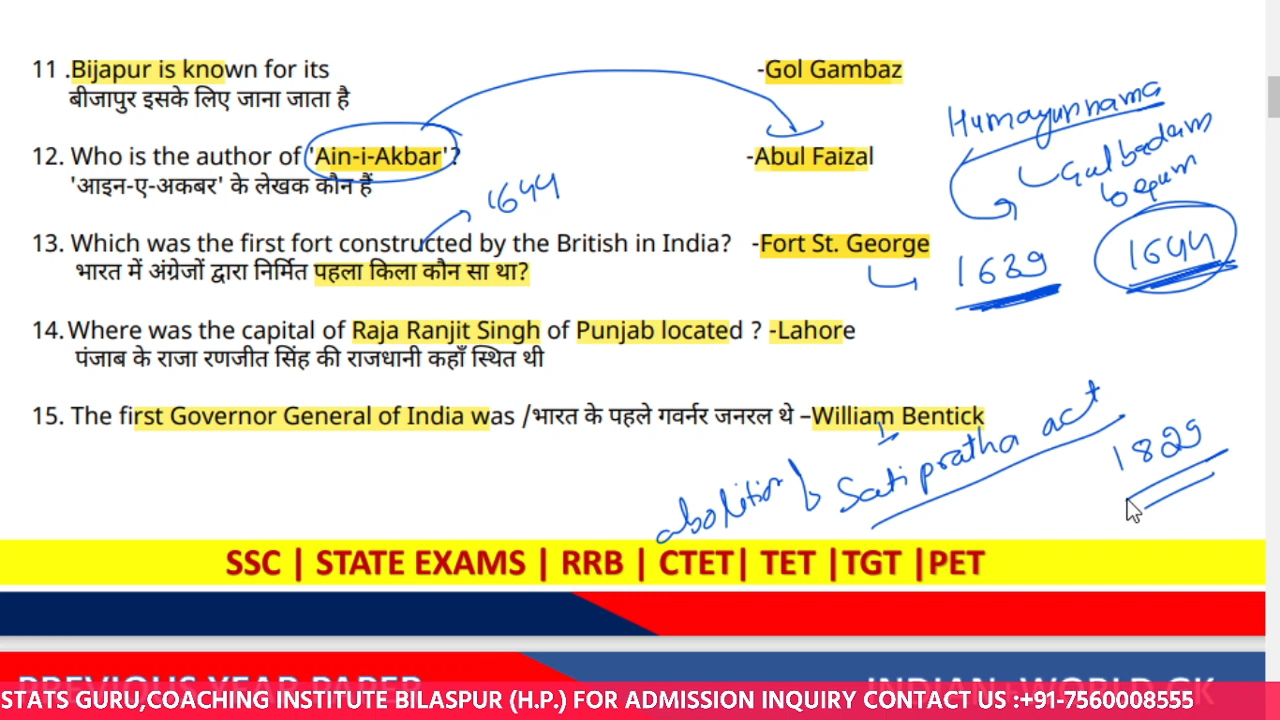 11 .Bijapur is known for its -Gol Gambaz
बीजापुर इसके लिए जाना जाता है
Humayunnama
12. Who is the author of 'Ain-i-Akbar'? -Abul Faizal
Gulbadam
'आइन-ए-अकबर' के लेखक कौन हैं
begum
1644
13. Which was the first fort constructed by the British in India? -Fort St. George
1639 1644
भारत में अंग्रेजों द्वारा निर्मित पहला किला कौन सा था?
14. Where was the capital of Raja Ranjit Singh of Punjab located ? -Lahore
पंजाब के राजा रणजीत सिंह की राजधानी कहाँ स्थित थी
15. The first Governor General of India was /भारत के पहले गवर्नर जनरल थे –William Bentick
abolition Sati pratha act 1829
SSC | STATE EXAMS | RRB | CTET| TET |TGT |PET
PREVIOUS YEAR PAPER
STATS GURU,COACHING INSTITUTE BILASPUR (H.P.) FOR ADMISSION INQUIRY CONTACT US :+91-7560008555